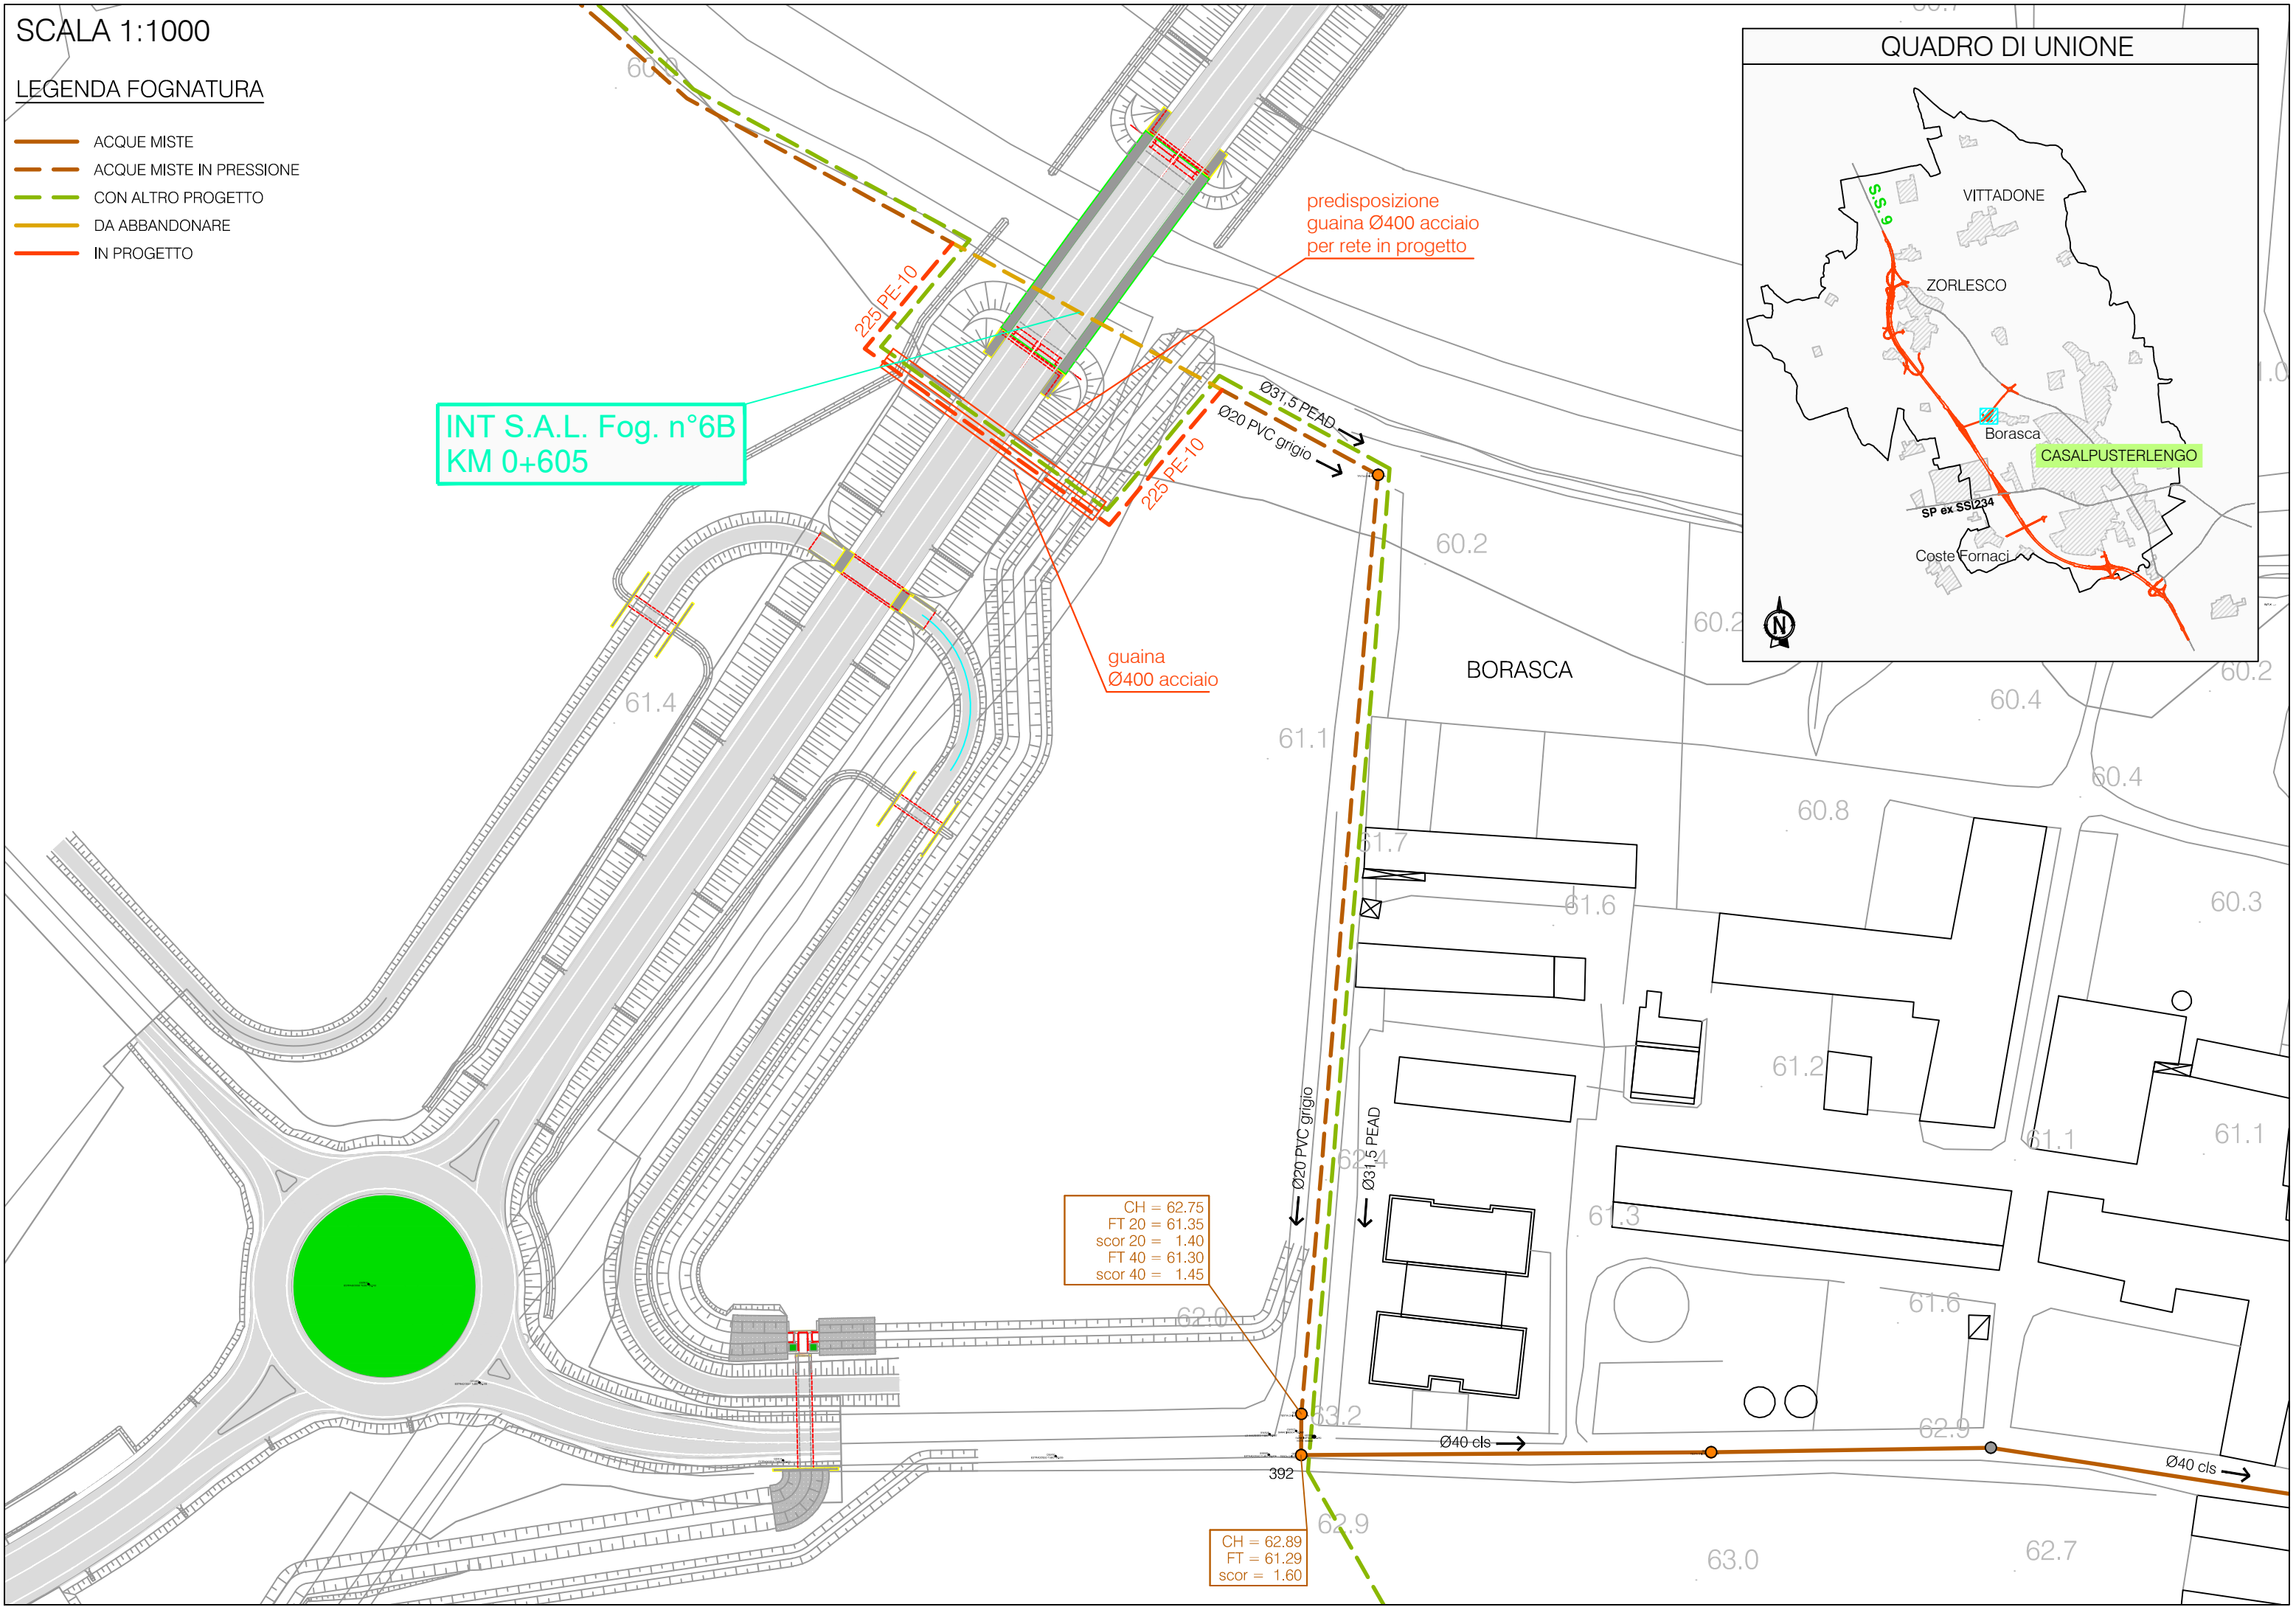 SCALA 1:1000
LEGENDA FOGNATURA
ACQUE MISTE
ACQUE MISTE IN PRESSIONE
CON ALTRO PROGETTO
DA ABBANDONARE
IN PROGETTO
QUADRO DI UNIONE
S.S. 9
VITTADONE
ZORLESCO
Borasca
CASALPUSTERLENGO
SP ex SS 234
Coste Fornaci
N
predisposizione
guaina Ø400 acciaio
per rete in progetto
225 PE-10
INT S.A.L. Fog. n°6B
KM 0+605
Ø31,5 PEAD
Ø20 PVC grigio
225 PE-10
guaina
Ø400 acciaio
BORASCA
60.2
60.2
60.2
61.4
60.4
61.1
60.4
60.8
61.7
61.6
60.3
61.2
61.1
61.1
Ø20 PVC grigio
Ø31,5 PEAD
62.4
61.3
CH = 62.75
FT 20 = 61.35
scor 20 = 1.40
FT 40 = 61.30
scor 40 = 1.45
62.0
61.6
63.2
62.9
Ø40 cls
Ø40 cls
392
62.9
CH = 62.89
FT = 61.29
scor = 1.60
63.0
62.7